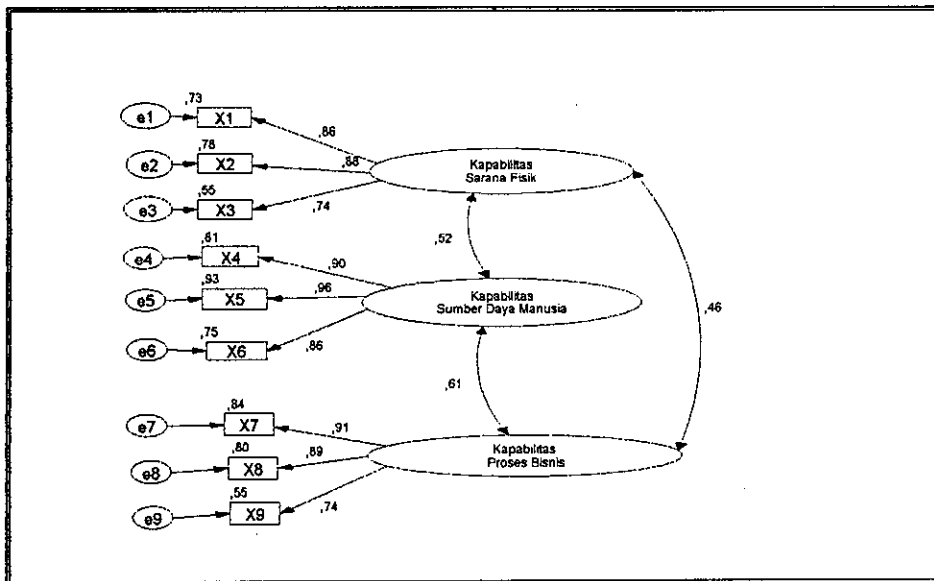 ,73
e1 X1
,86
,78
e2 X2
,88
Kapabilitas
Sarana Fisik
,55
e3 X3
,74
,61
e4 X4
,52
,90
,93
e5 X5
,96
Kapabilitas
Sumber Daya Manusia
,46
,75
e6 X6
,86
,61
,84
e7 X7
,91
,80
e8 X8
,89
Kapabilitas
Proses Bisnis
,55
e9 X9
,74